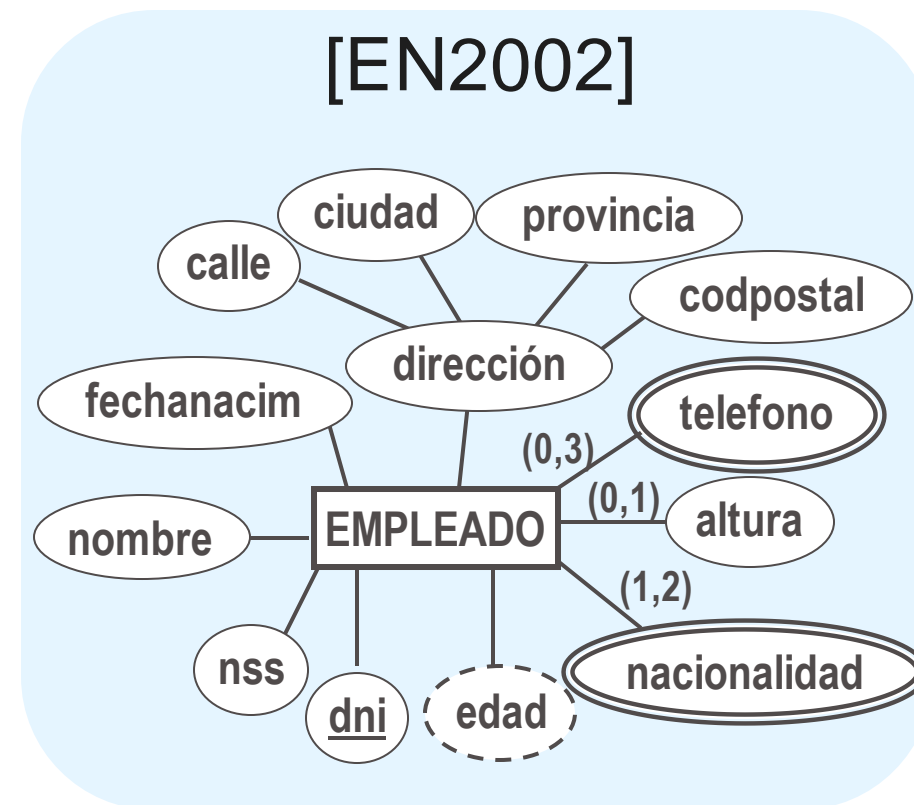 [EN2002]
ciudad
provincia
calle
codpostal
dirección
fechanacim
telefono
(0,3)
(0,1)
nombre
EMPLEADO
altura
(1,2)
nss
nacionalidad
dni
edad